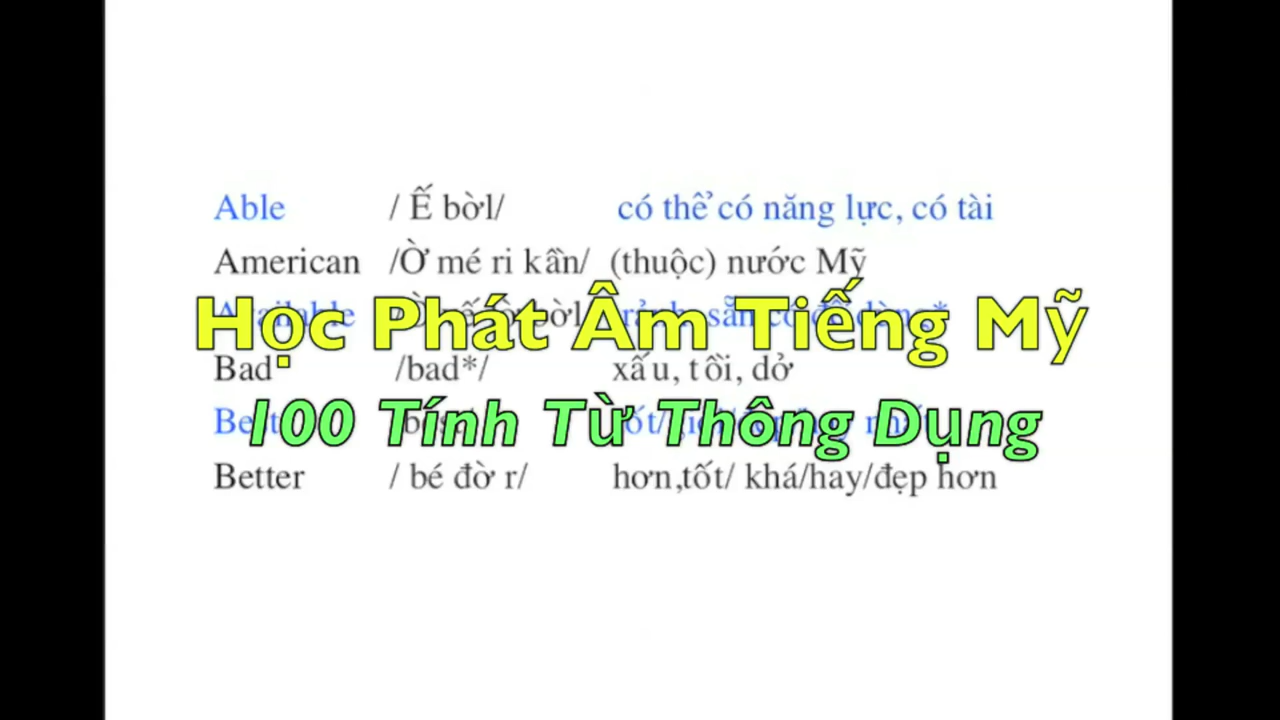 Able / Ế bờl/ có thể có năng lực, có tài
American /Ờ mé ri kần/ (thuộc) nước Mỹ
Học Phát Âm Tiếng Mỹ
Bad /bad*/ xấu, tồi, dở
100 Tính Từ Thông Dụng
Better / bé đờ r/ hơn,tốt/ khá/hay/đẹp hơn